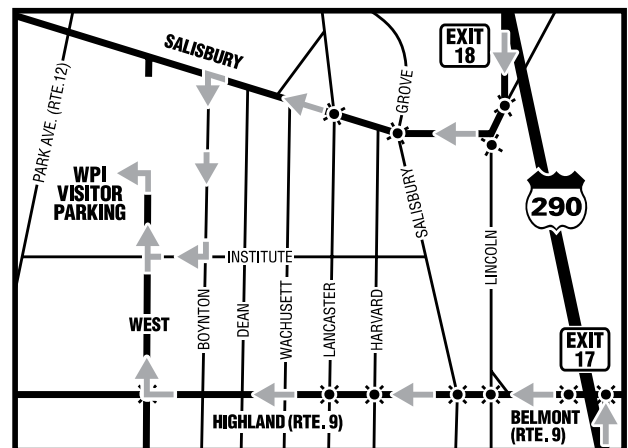 SALISBURY
EXIT
18
PARK AVE. (RTE.12)
GROVE
WPI
VISITOR
PARKING
290
SALISBURY
INSTITUTE
LINCOLN
WEST
BOYNTON
DEAN
WACHUSETT
LANCASTER
HARVARD
EXIT
17
HIGHLAND (RTE. 9)
BELMONT
(RTE. 9)